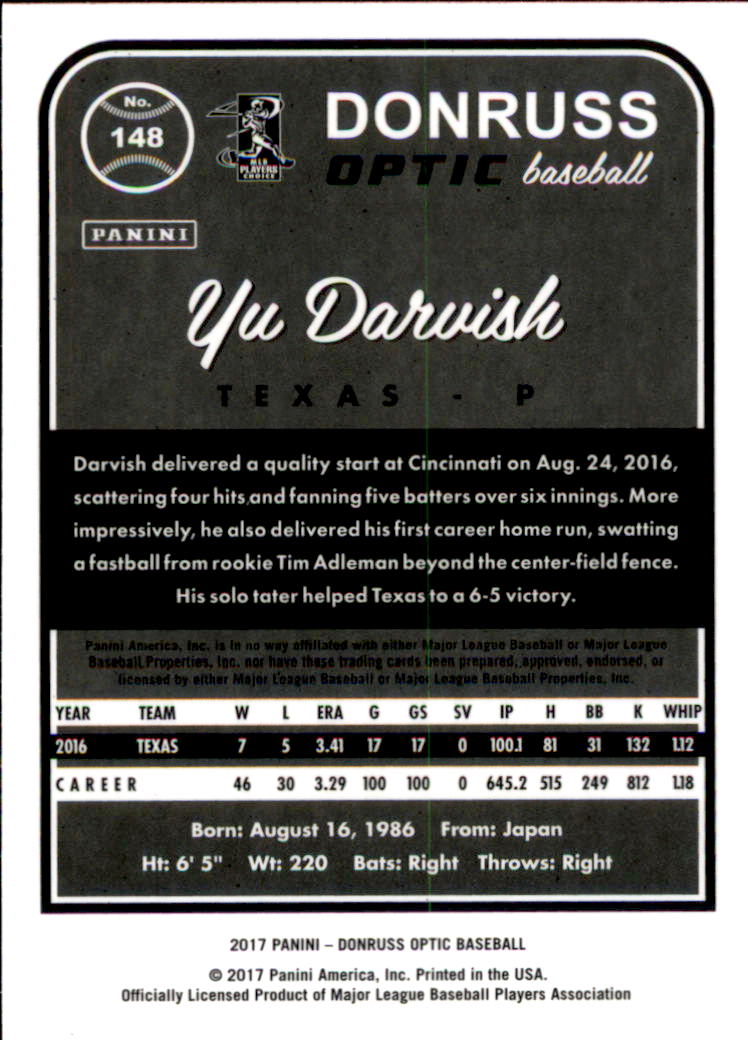 No.
148
MLB
PLAYERS
CHOICE
DONRUSS
OPTIC baseball
PANINI
Yu Darvish
TEXAS - P
Darvish delivered a quality start at Cincinnati on Aug. 24, 2016,
scattering four hits and fanning five batters over six innings. More
impressively, he also delivered his first career home run, swatting
a fastball from rookie Tim Adleman beyond the center-field fence.
His solo tater helped Texas to a 6-5 victory.
Panini America, Inc. is in no way affiliated with either Major League Baseball or Major League
Baseball Properties, Inc. nor have these trading cards been prepared, approved, endorsed, or
licensed by either Major League Baseball or Major League Baseball Properties, Inc.
YEAR TEAM W L ERA G GS SV IP H BB K WHIP
2016 TEXAS 7 5 3.41 17 17 0 100.1 81 31 132 1.12
CAREER 46 30 3.29 100 100 0 645.2 515 249 812 1.18
Born: August 16, 1986 From: Japan
Ht: 6' 5" Wt: 220 Bats: Right Throws: Right
2017 PANINI – DONRUSS OPTIC BASEBALL
© 2017 Panini America, Inc. Printed in the USA.
Officially Licensed Product of Major League Baseball Players Association